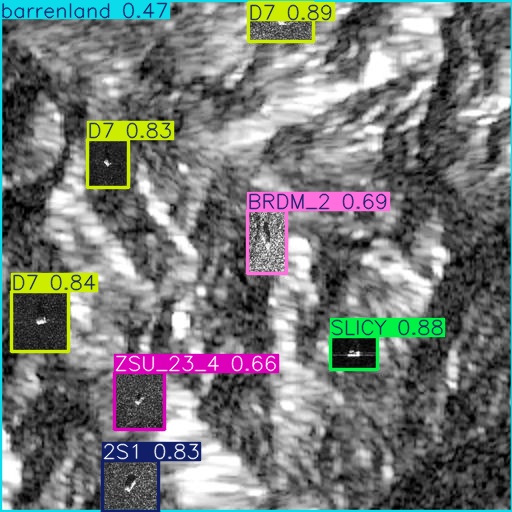 barrenland 0.47
D7 0.89
D7 0.83
BRDM_2 0.69
D7 0.84
SLICY 0.88
ZSU_23_4 0.66
2S1 0.83